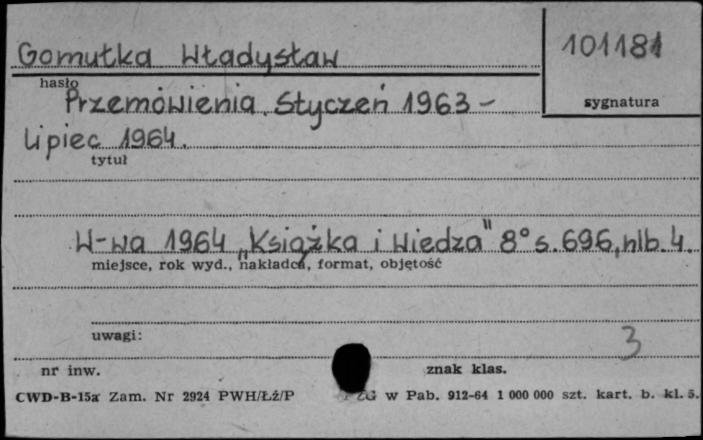 Gomułka Władysław
101181
hasło
sygnatura
Przemówienia. Styczeń 1963 -
Lipiec 1964.
tytuł
W-wa 1964 „Książka i Wiedza" 8° s. 696, nlb. 4.
miejsce, rok wyd., nakładca, format, objętość
uwagi:
3
nr inw.
znak klas.
CWD-B-15a Zam. Nr 2924 PWH/Łż/P PZG w Pab. 912-64 1 000 000 szt. kart. b. kl. 5.